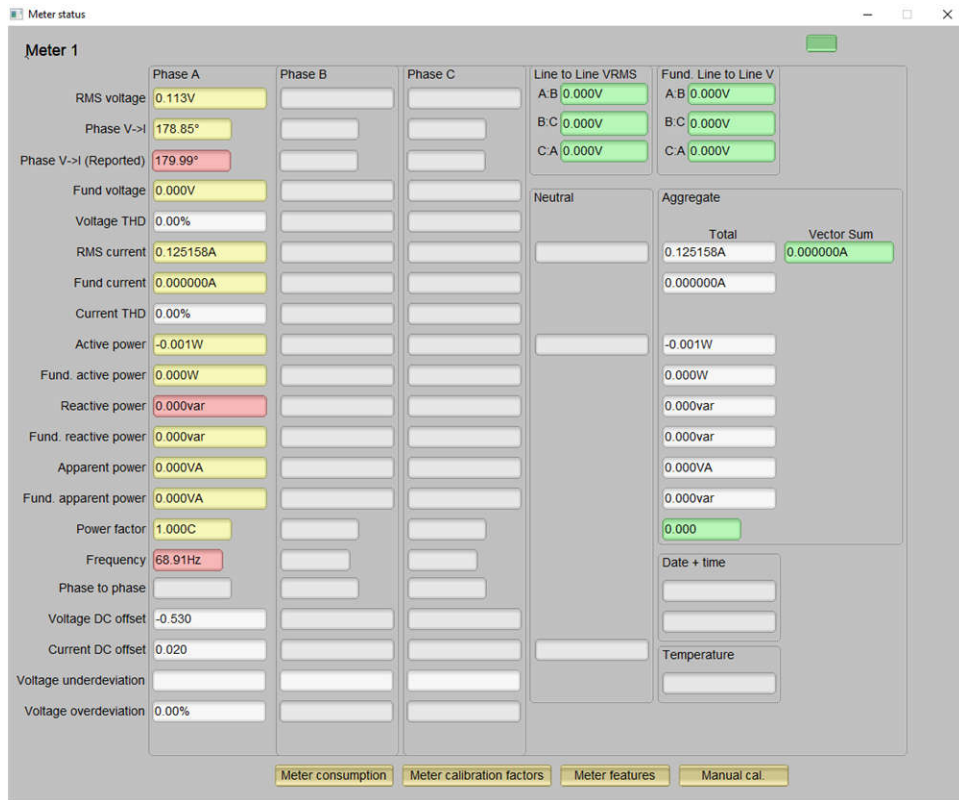 Meter status
Meter 1
Phase A Phase B Phase C Line to Line VRMS Fund. Line to Line V
RMS voltage 0.113V A:B 0.000V A:B 0.000V
Phase V->I 178.85° B:C 0.000V B:C 0.000V
Phase V->I (Reported) 179.99° C:A 0.000V C:A 0.000V
Fund voltage 0.000V Neutral Aggregate
Voltage THD 0.00% Total Vector Sum
RMS current 0.125158A 0.125158A 0.000000A
Fund current 0.000000A 0.000000A
Current THD 0.00%
Active power -0.001W -0.001W
Fund. active power 0.000W 0.000W
Reactive power 0.000var 0.000var
Fund. reactive power 0.000var 0.000var
Apparent power 0.000VA 0.000VA
Fund. apparent power 0.000VA 0.000var
Power factor 1.000C 0.000
Frequency 68.91Hz Date + time
Phase to phase
Voltage DC offset -0.530
Current DC offset 0.020 Temperature
Voltage underdeviation
Voltage overdeviation 0.00%
Meter consumption Meter calibration factors Meter features Manual cal.